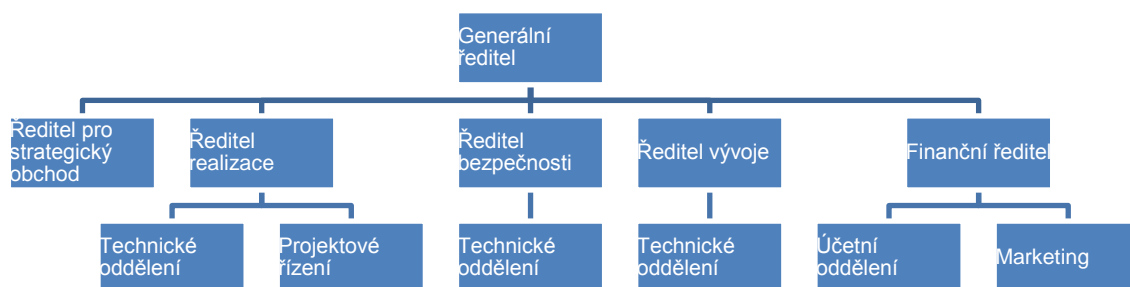 Generální
ředitel
Ředitel pro
strategický
obchod
Ředitel
realizace
Ředitel
bezpečnosti
Ředitel vývoje
Finanční ředitel
Technické
oddělení
Projektové
řízení
Technické
oddělení
Technické
oddělení
Účetní
oddělení
Marketing